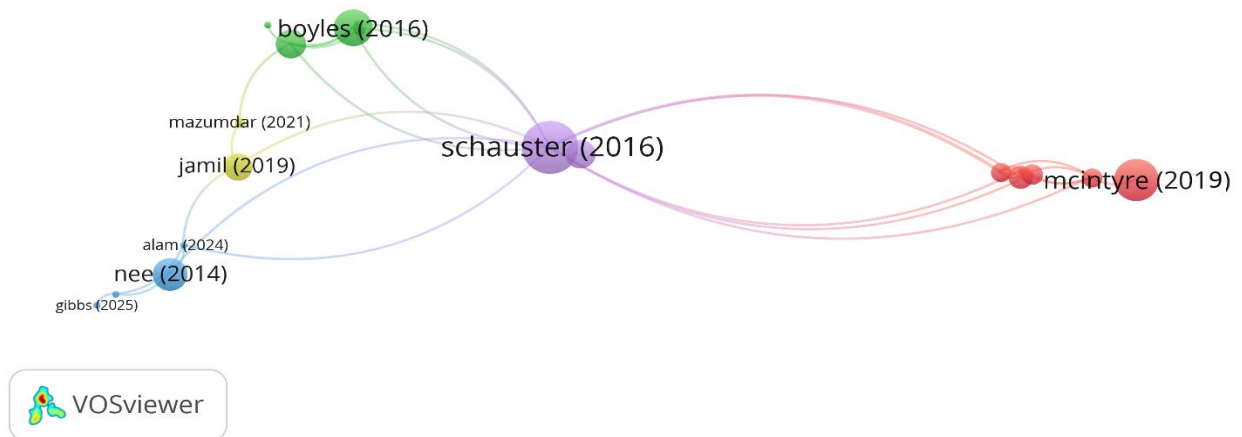 boyles (2016)
mazumdar (2021)
schauster (2016)
jamil (2019)
mcintyre (2019)
alam (2024)
nee (2014)
gibbs (2025)
VOSviewer